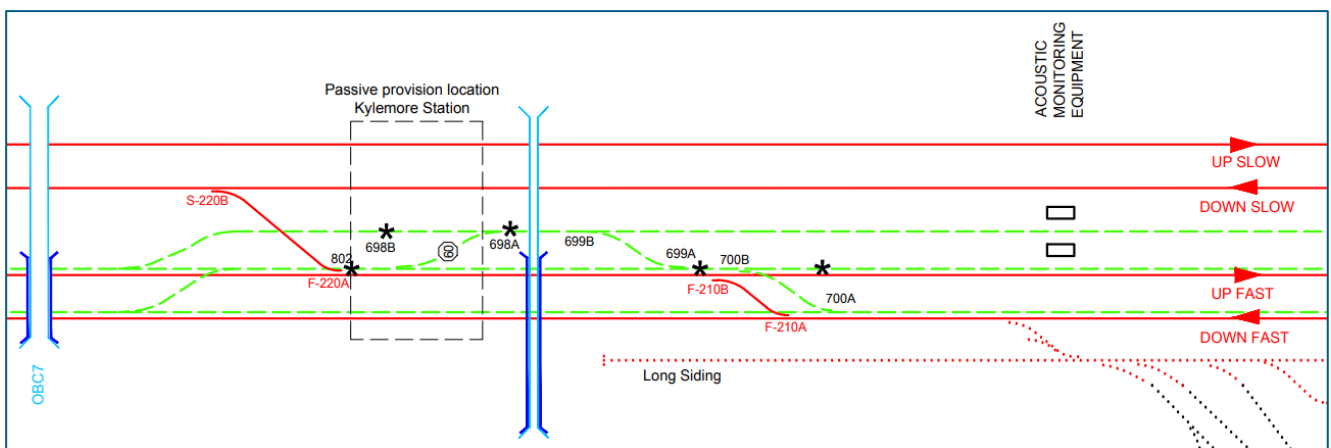 Passive provision location
Kylemore Station
ACOUSTIC
MONITORING
EQUIPMENT
UP SLOW
S-220B
DOWN SLOW
698B
60
698A
699B
802
699A
700B
F-220A
F-210B
UP FAST
700A
F-210A
DOWN FAST
OBC7
Long Siding